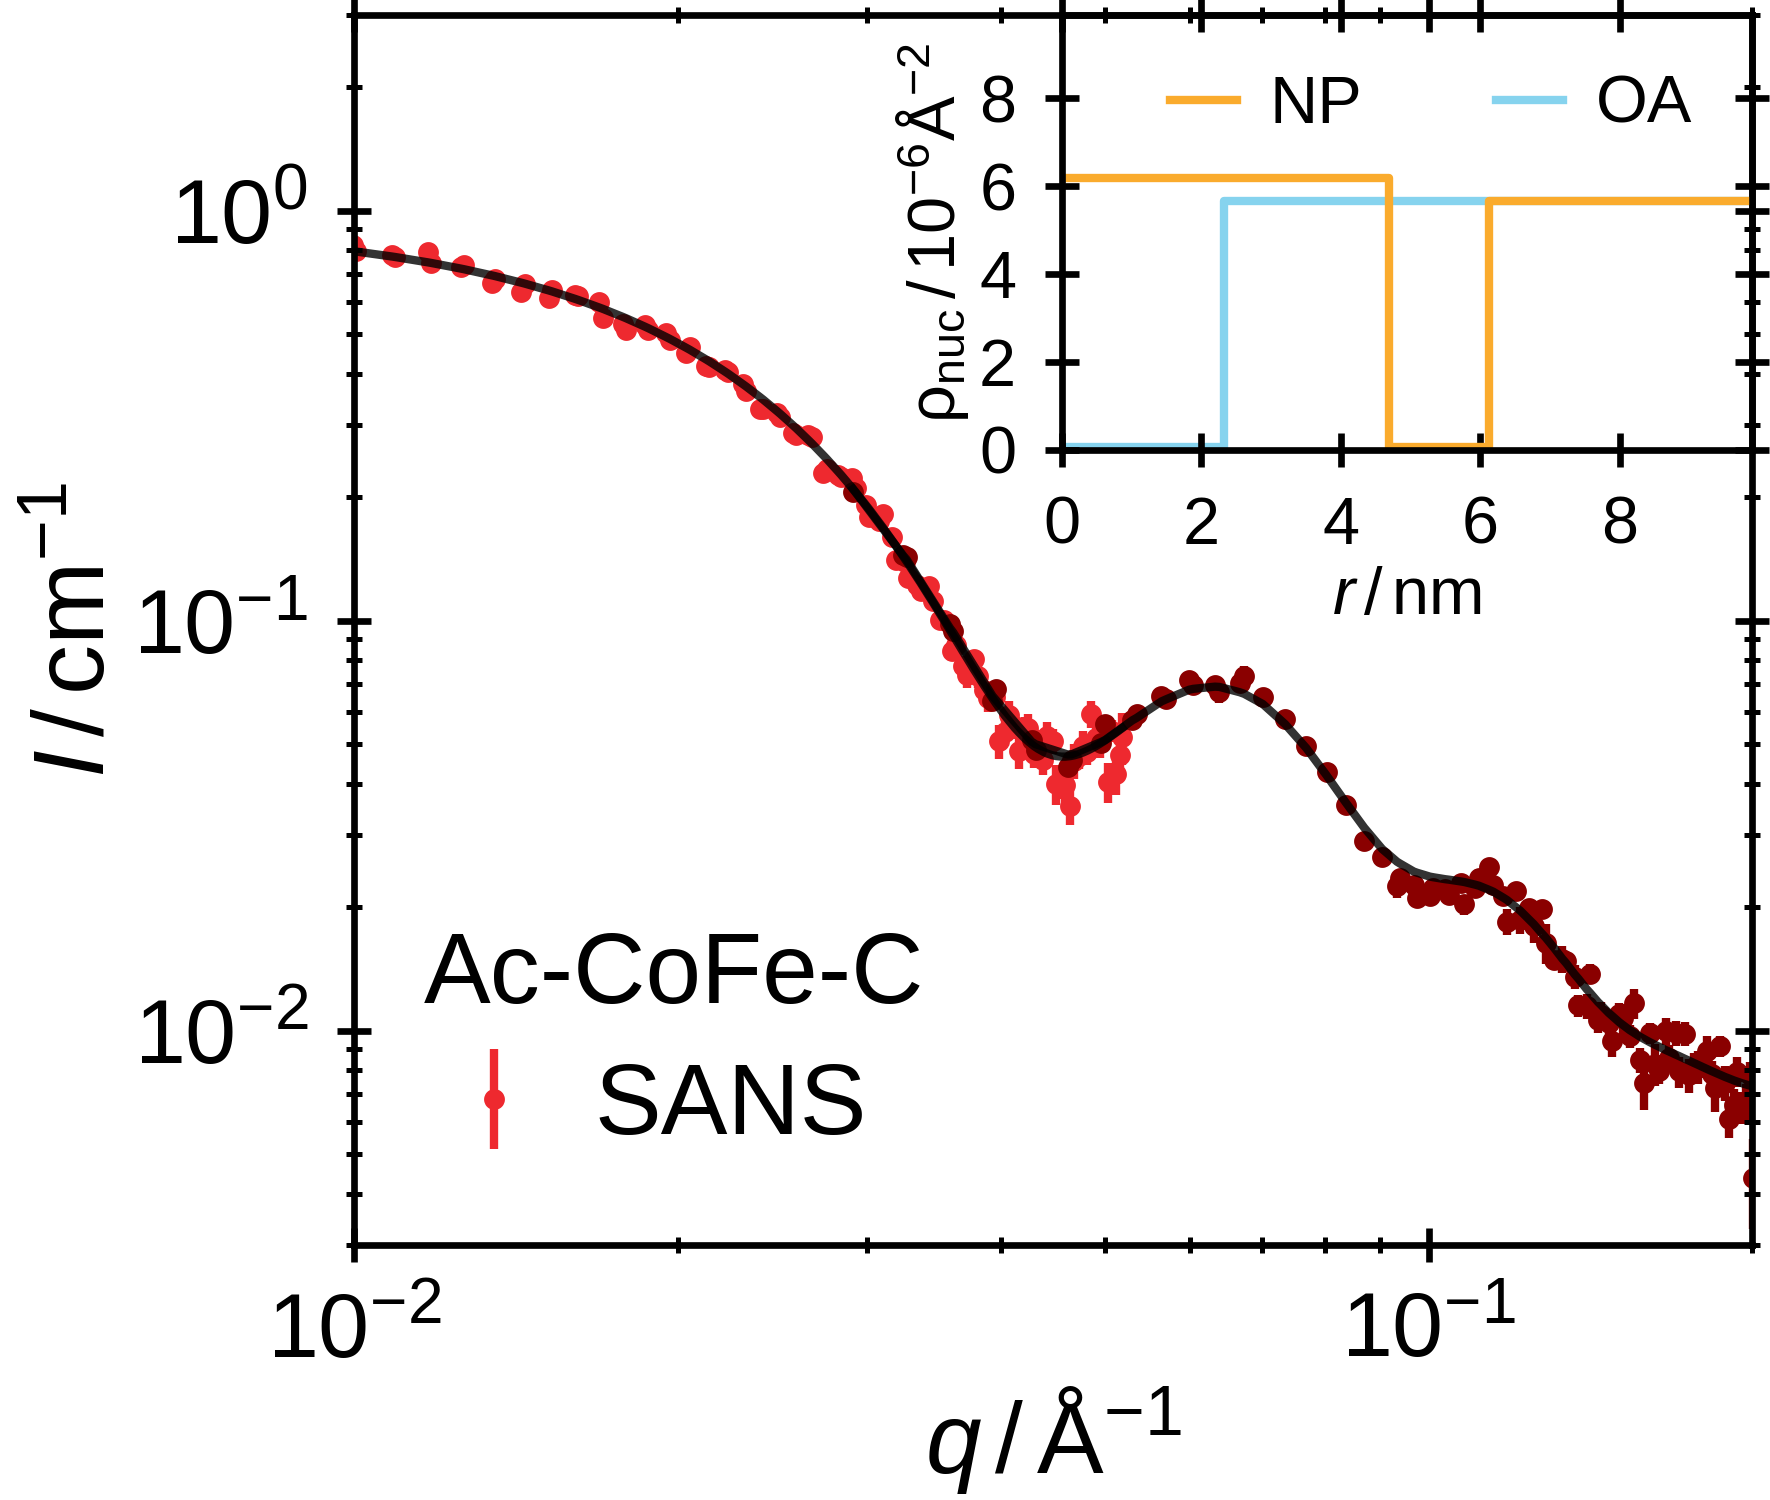 10⁰
10⁻¹
10⁻²
I / cm⁻¹
10⁻² 10⁻¹
q / Å⁻¹
Ac-CoFe-C
SANS
NP OA
8
6
4
2
0
ρnuc / 10⁻⁶ Å⁻²
0 2 4 6 8
r / nm